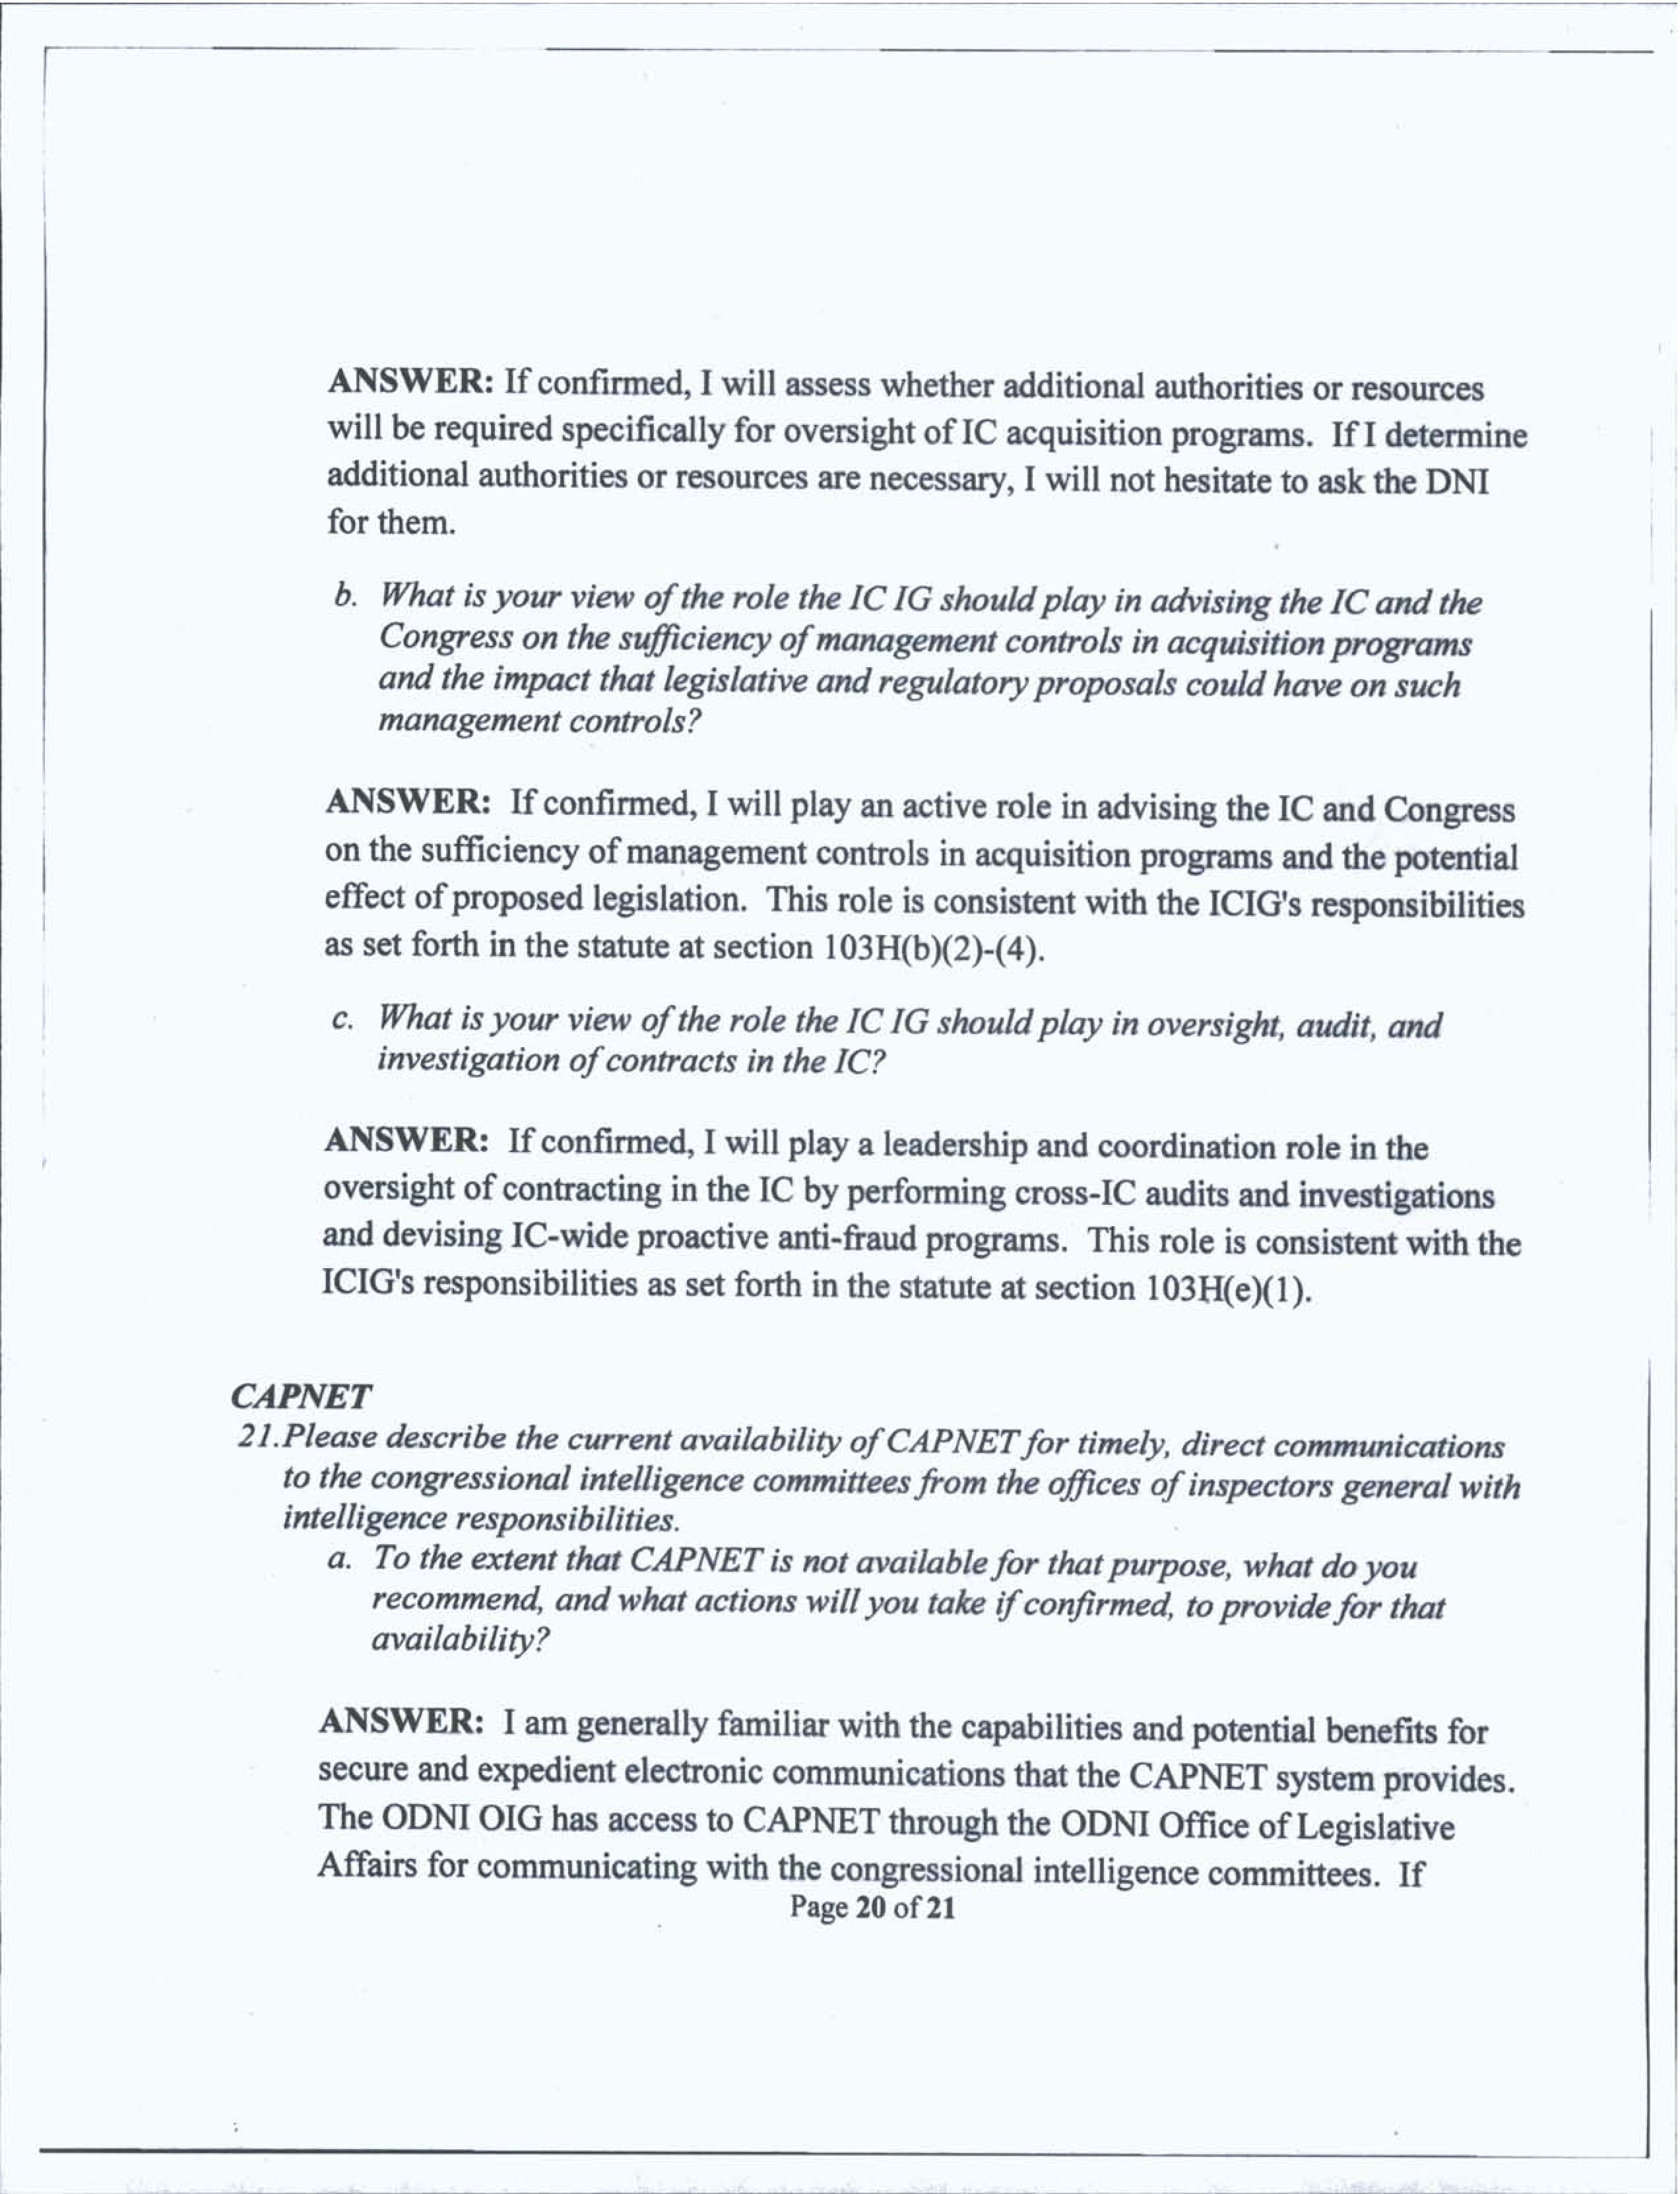 ANSWER: If confirmed, I will assess whether additional authorities or resources
will be required specifically for oversight of IC acquisition programs. If I determine
additional authorities or resources are necessary, I will not hesitate to ask the DNI
for them.
b. What is your view of the role the IC IG should play in advising the IC and the
Congress on the sufficiency of management controls in acquisition programs
and the impact that legislative and regulatory proposals could have on such
management controls?
ANSWER: If confirmed, I will play an active role in advising the IC and Congress
on the sufficiency of management controls in acquisition programs and the potential
effect of proposed legislation. This role is consistent with the ICIG's responsibilities
as set forth in the statute at section 103H(b)(2)-(4).
c. What is your view of the role the IC IG should play in oversight, audit, and
investigation of contracts in the IC?
ANSWER: If confirmed, I will play a leadership and coordination role in the
oversight of contracting in the IC by performing cross-IC audits and investigations
and devising IC-wide proactive anti-fraud programs. This role is consistent with the
ICIG's responsibilities as set forth in the statute at section 103H(e)(1).
CAPNET
21.Please describe the current availability of CAPNET for timely, direct communications
to the congressional intelligence committees from the offices of inspectors general with
intelligence responsibilities.
a. To the extent that CAPNET is not available for that purpose, what do you
recommend, and what actions will you take if confirmed, to provide for that
availability?
ANSWER: I am generally familiar with the capabilities and potential benefits for
secure and expedient electronic communications that the CAPNET system provides.
The ODNI OIG has access to CAPNET through the ODNI Office of Legislative
Affairs for communicating with the congressional intelligence committees. If
Page 20 of 21